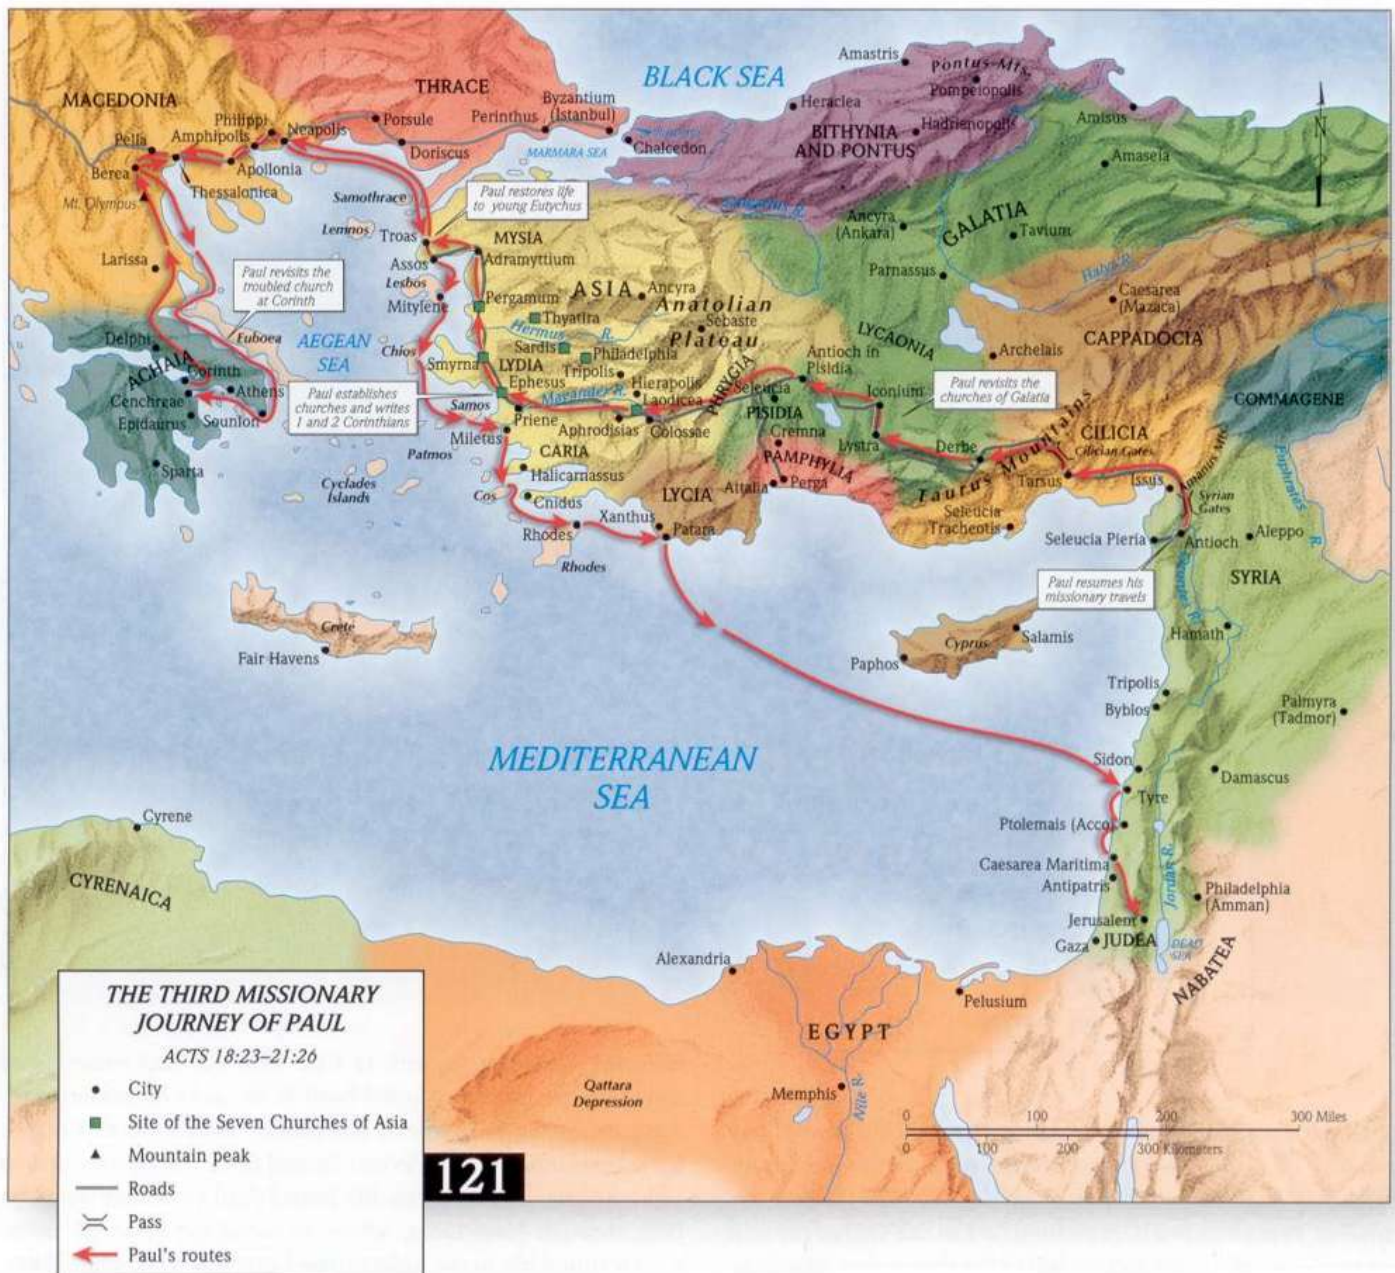 BLACK SEA
Amastris
Pontus Mts.
Pompeiopolis
Heraclea
Hadrianopolis
BITHYNIA
AND PONTUS
Amisus
Amaseia
N
THRACE
MACEDONIA
Byzantium
(Istanbul)
Perinthus
Porsule
Doriscus
Chalcedon
MARMARA SEA
Philippi
Neapolis
Amphipolis
Pella
Apollonia
Berea
Thessalonica
Mt. Olympus
Samothrace
Paul restores life
to young Eutychus
Lemnos
Troas
MYSIA
Adramyttium
Assos
Lesbos
Mitylene
Larissa
Paul revisits the
troubled church
at Corinth
Pergamum
ASIA
Ancyra
Anatolian
Plateau
Thyatira
Sebaste
Hermus
R.
Sardis
Philadelphia
AEGEAN
SEA
Euboea
Chios
Smyrna
LYDIA
Tripolis
Delphi
ACHAIA
Corinth
Athens
Cenchreae
Epidaurus
Sounion
Sparta
Paul establishes
churches and writes
1 and 2 Corinthians
Ephesus
Hierapolis
Maeander R.
Laodicea
Samos
Priene
Aphrodisias
Colossae
Miletus
Patmos
CARIA
Halicarnassus
Cyclades
Islands
Cos
Cnidus
Rhodes
Rhodes
Xanthus
Patara
LYCIA
PHRYGIA
Seleucia
PISIDIA
Cremna
PAMPHYLIA
Attalia
Perga
Antioch in
Pisidia
LYCAONIA
Iconium
Lystra
Derbe
Paul revisits the
churches of Galatia
Ancyra
(Ankara)
GALATIA
Tavium
Parnassus
Halys R.
Caesarea
(Mazaca)
CAPPADOCIA
Archelais
COMMAGENE
Taurus Mountains
CILICIA
Cilician Gates
Tarsus
Issus
Amanus Mts.
Syrian
Gates
Euphrates
R.
Seleucia
Tracheotis
Seleucia Pieria
Antioch
Aleppo
SYRIA
Paul resumes his
missionary travels
Orontes R.
Hamath
Crete
Fair Havens
Cyprus
Salamis
Paphos
Tripolis
Byblos
Palmyra
(Tadmor)
MEDITERRANEAN
SEA
Sidon
Damascus
Tyre
Ptolemais (Acco)
Caesarea Maritima
Antipatris
Jordan R.
Philadelphia
(Amman)
Jerusalem
Gaza
JUDEA
DEAD
SEA
NABATEA
Cyrene
CYRENAICA
Alexandria
Pelusium
EGYPT
Qattara
Depression
Memphis
Nile R.
0 100 200 300 Miles
0 100 200 300 Kilometers
THE THIRD MISSIONARY
JOURNEY OF PAUL
ACTS 18:23–21:26
City
Site of the Seven Churches of Asia
Mountain peak
Roads
Pass
Paul's routes
121